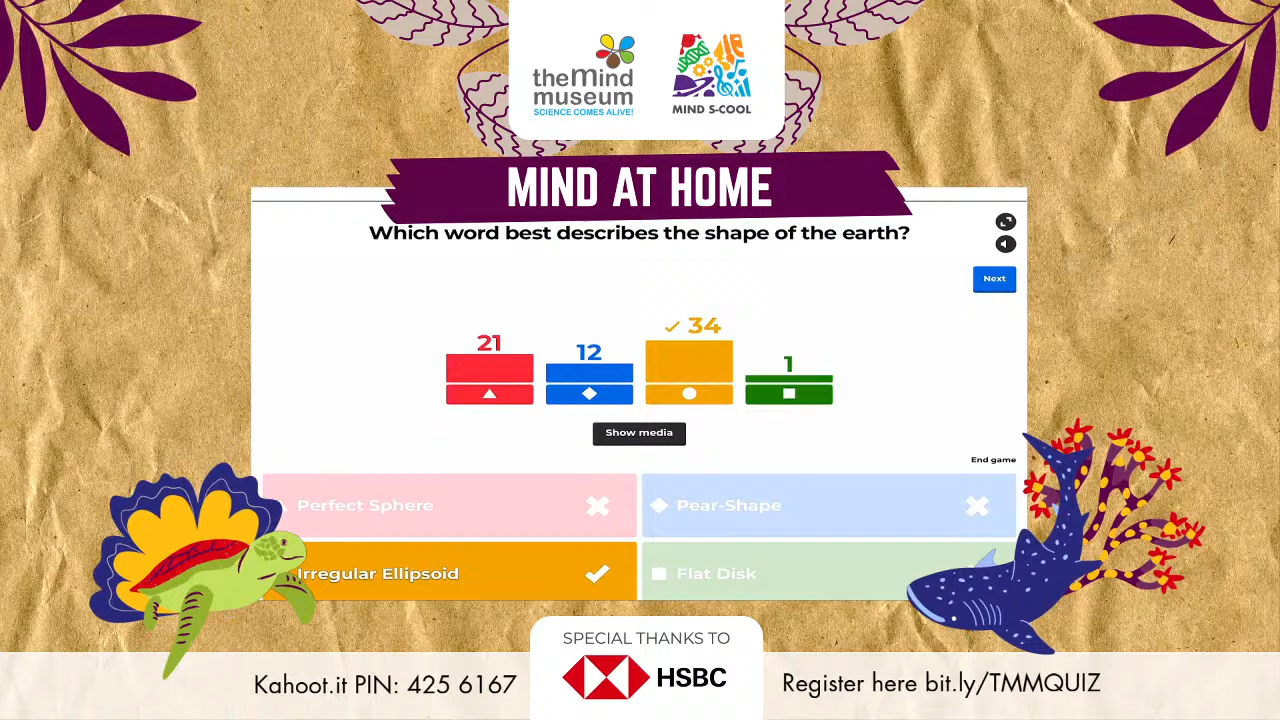 themind
museum
SCIENCE COMES ALIVE!
MIND S-COOL
MIND AT HOME
Which word best describes the shape of the earth?
Next
21
12
34
1
Show media
End game
Perfect Sphere
Pear-Shape
Irregular Ellipsoid
Flat Disk
SPECIAL THANKS TO
HSBC
Kahoot.it PIN: 425 6167
Register here bit.ly/TMMQUIZ